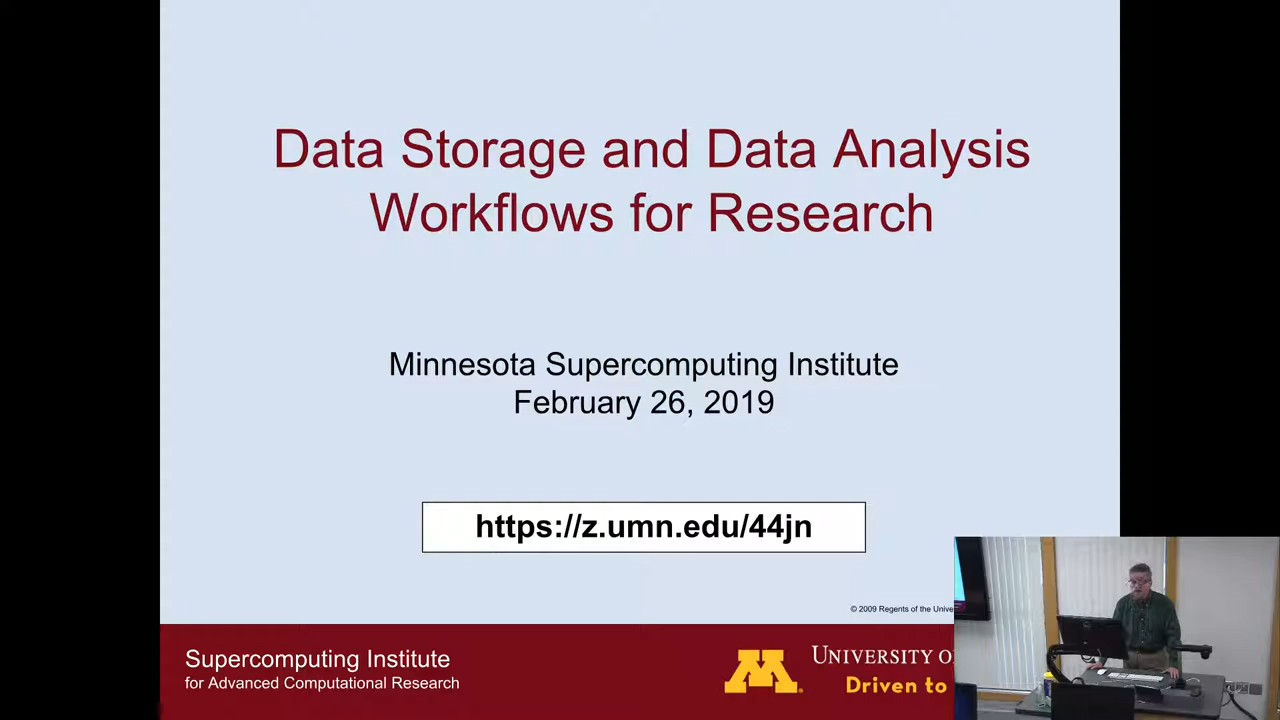 Data Storage and Data Analysis
Workflows for Research
Minnesota Supercomputing Institute
February 26, 2019
https://z.umn.edu/44jn
© 2009 Regents of the
Supercomputing Institute
for Advanced Computational Research
M
UNIVERSITY OF
Driven to